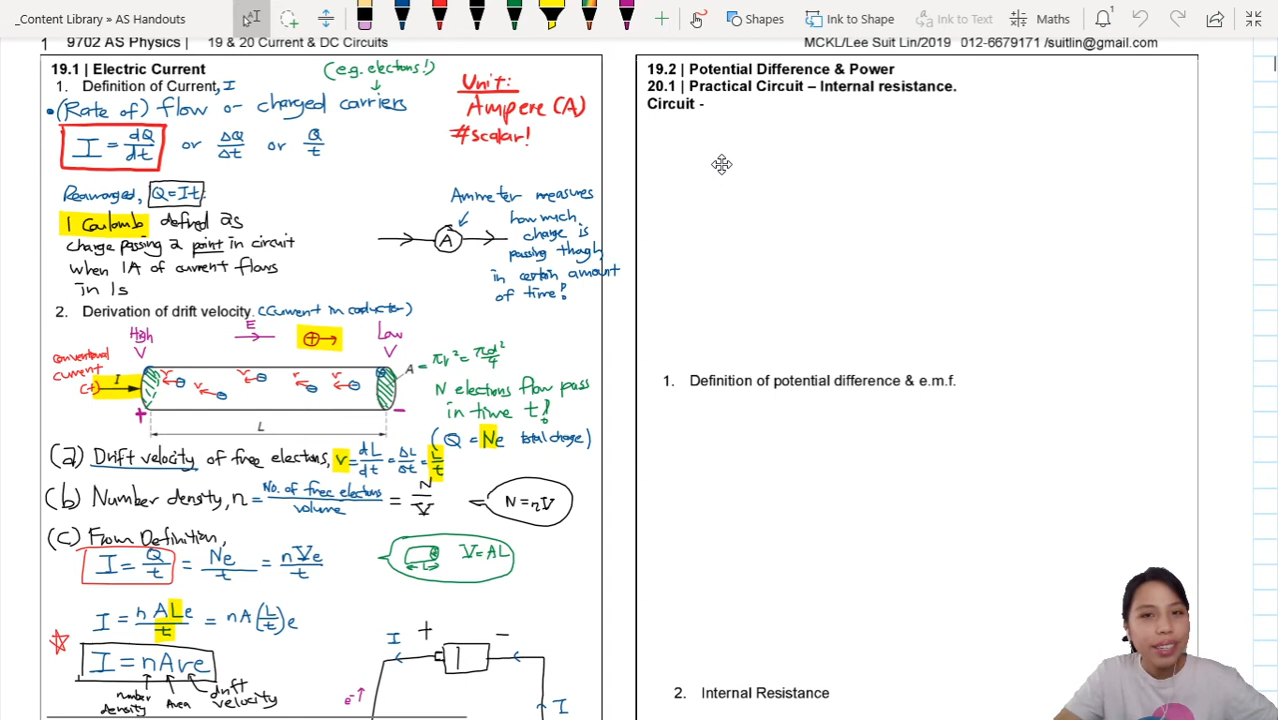 _Content Library » AS Handouts
Shapes
Ink to Shape
Ink to Text
Maths
1
9702 AS Physics | 19 & 20 Current & DC Circuits
MCKL/Lee Suit Lin/2019 012-6679171 /suitlin@gmail.com
19.1 | Electric Current
(e.g. electrons!)
1. Definition of Current, I
• (Rate of) flow of charged carriers
I = dQ/dt or ΔQ/Δt or Q/t
Unit:
Ampere (A)
#scalar!
Rearranged, Q=It
1 Coulomb defined as
charge passing a point in circuit
when 1A of current flows
in 1s
Ammeter measures
how much
charge is
passing though
in certain amount
of time!
A
2. Derivation of drift velocity. (Current in conductor)
High
V
E
+
Low
V
conventional
current
(+)
I
v
v
v
v
v
A = πr² = πd²/4
+
-
L
N electrons flow pass
in time t!
(Q = Ne total charge)
(a) Drift velocity of free electrons, v = dL/dt = ΔL/Δt = L/t
(b) Number density, n = No. of free electrons/volume = N/V
N = nV
(c) From Definition,
I = Q/t = Ne/t = nVe/t
L
V = AL
I = nALe/t = nA(L/t)e
I = nAve
number
density
Area
drift
velocity
I
+
-
e⁻
I
19.2 | Potential Difference & Power
20.1 | Practical Circuit – Internal resistance.
Circuit -
1. Definition of potential difference & e.m.f.
2. Internal Resistance